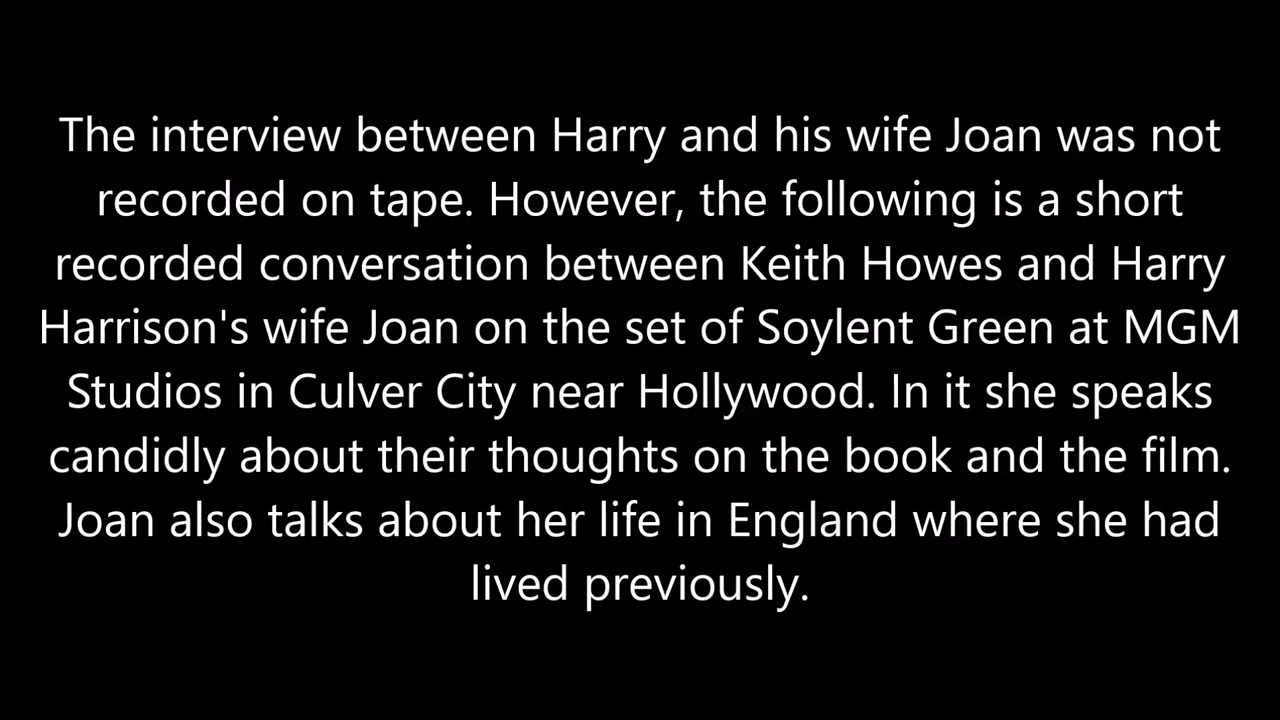 The interview between Harry and his wife Joan was not
recorded on tape. However, the following is a short
recorded conversation between Keith Howes and Harry
Harrison's wife Joan on the set of Soylent Green at MGM
Studios in Culver City near Hollywood. In it she speaks
candidly about their thoughts on the book and the film.
Joan also talks about her life in England where she had
lived previously.